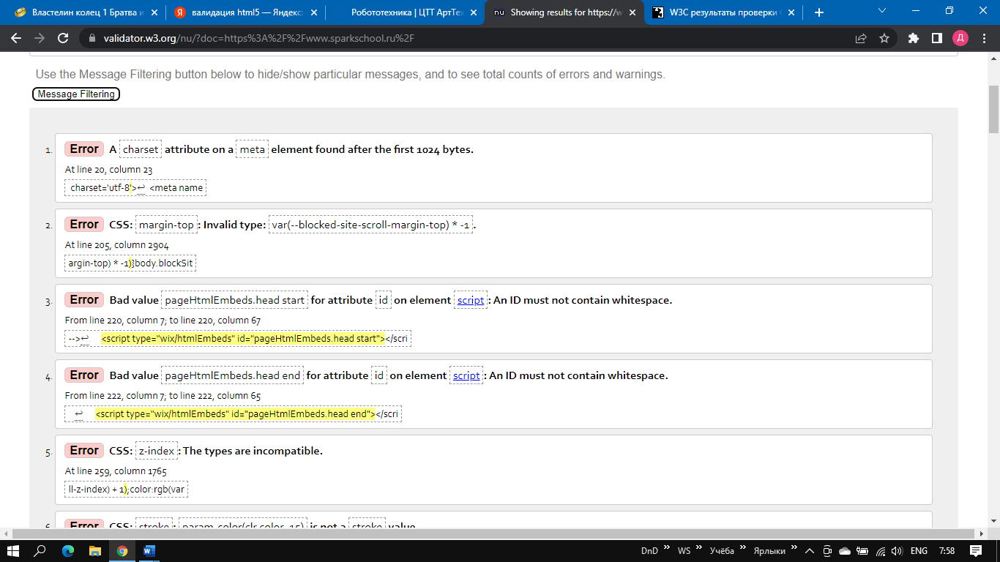 Властелин колец 1 Братва и
валидация html5 — Яндекс
Робототехника | ЦТТ АртТех
nu Showing results for https://w
W3C результаты проверки
validator.w3.org/nu/?doc=https%3A%2F%2Fwww.sparkschool.ru%2F
Д
Use the Message Filtering button below to hide/show particular messages, and to see total counts of errors and warnings.
Message Filtering
1. Error A charset attribute on a meta element found after the first 1024 bytes.
At line 20, column 23
charset='utf-8'>↩ <meta name
2. Error CSS: margin-top: Invalid type: var(--blocked-site-scroll-margin-top) * -1.
At line 205, column 2904
argin-top) * -1)}body.blockSit
3. Error Bad value pageHtmlEmbeds.head start for attribute id on element script: An ID must not contain whitespace.
From line 220, column 7; to line 220, column 67
-->↩ <script type="wix/htmlEmbeds" id="pageHtmlEmbeds.head start"></scri
4. Error Bad value pageHtmlEmbeds.head end for attribute id on element script: An ID must not contain whitespace.
From line 222, column 7; to line 222, column 65
↩ <script type="wix/htmlEmbeds" id="pageHtmlEmbeds.head end"></scri
5. Error CSS: z-index: The types are incompatible.
At line 259, column 1765
ll-z-index) + 1);color:rgb(var
6. Error CSS: stroke: param-color(clr,color_15) is not a stroke value.
DnD » WS » Учёба » Ярлыки » ENG 7:58